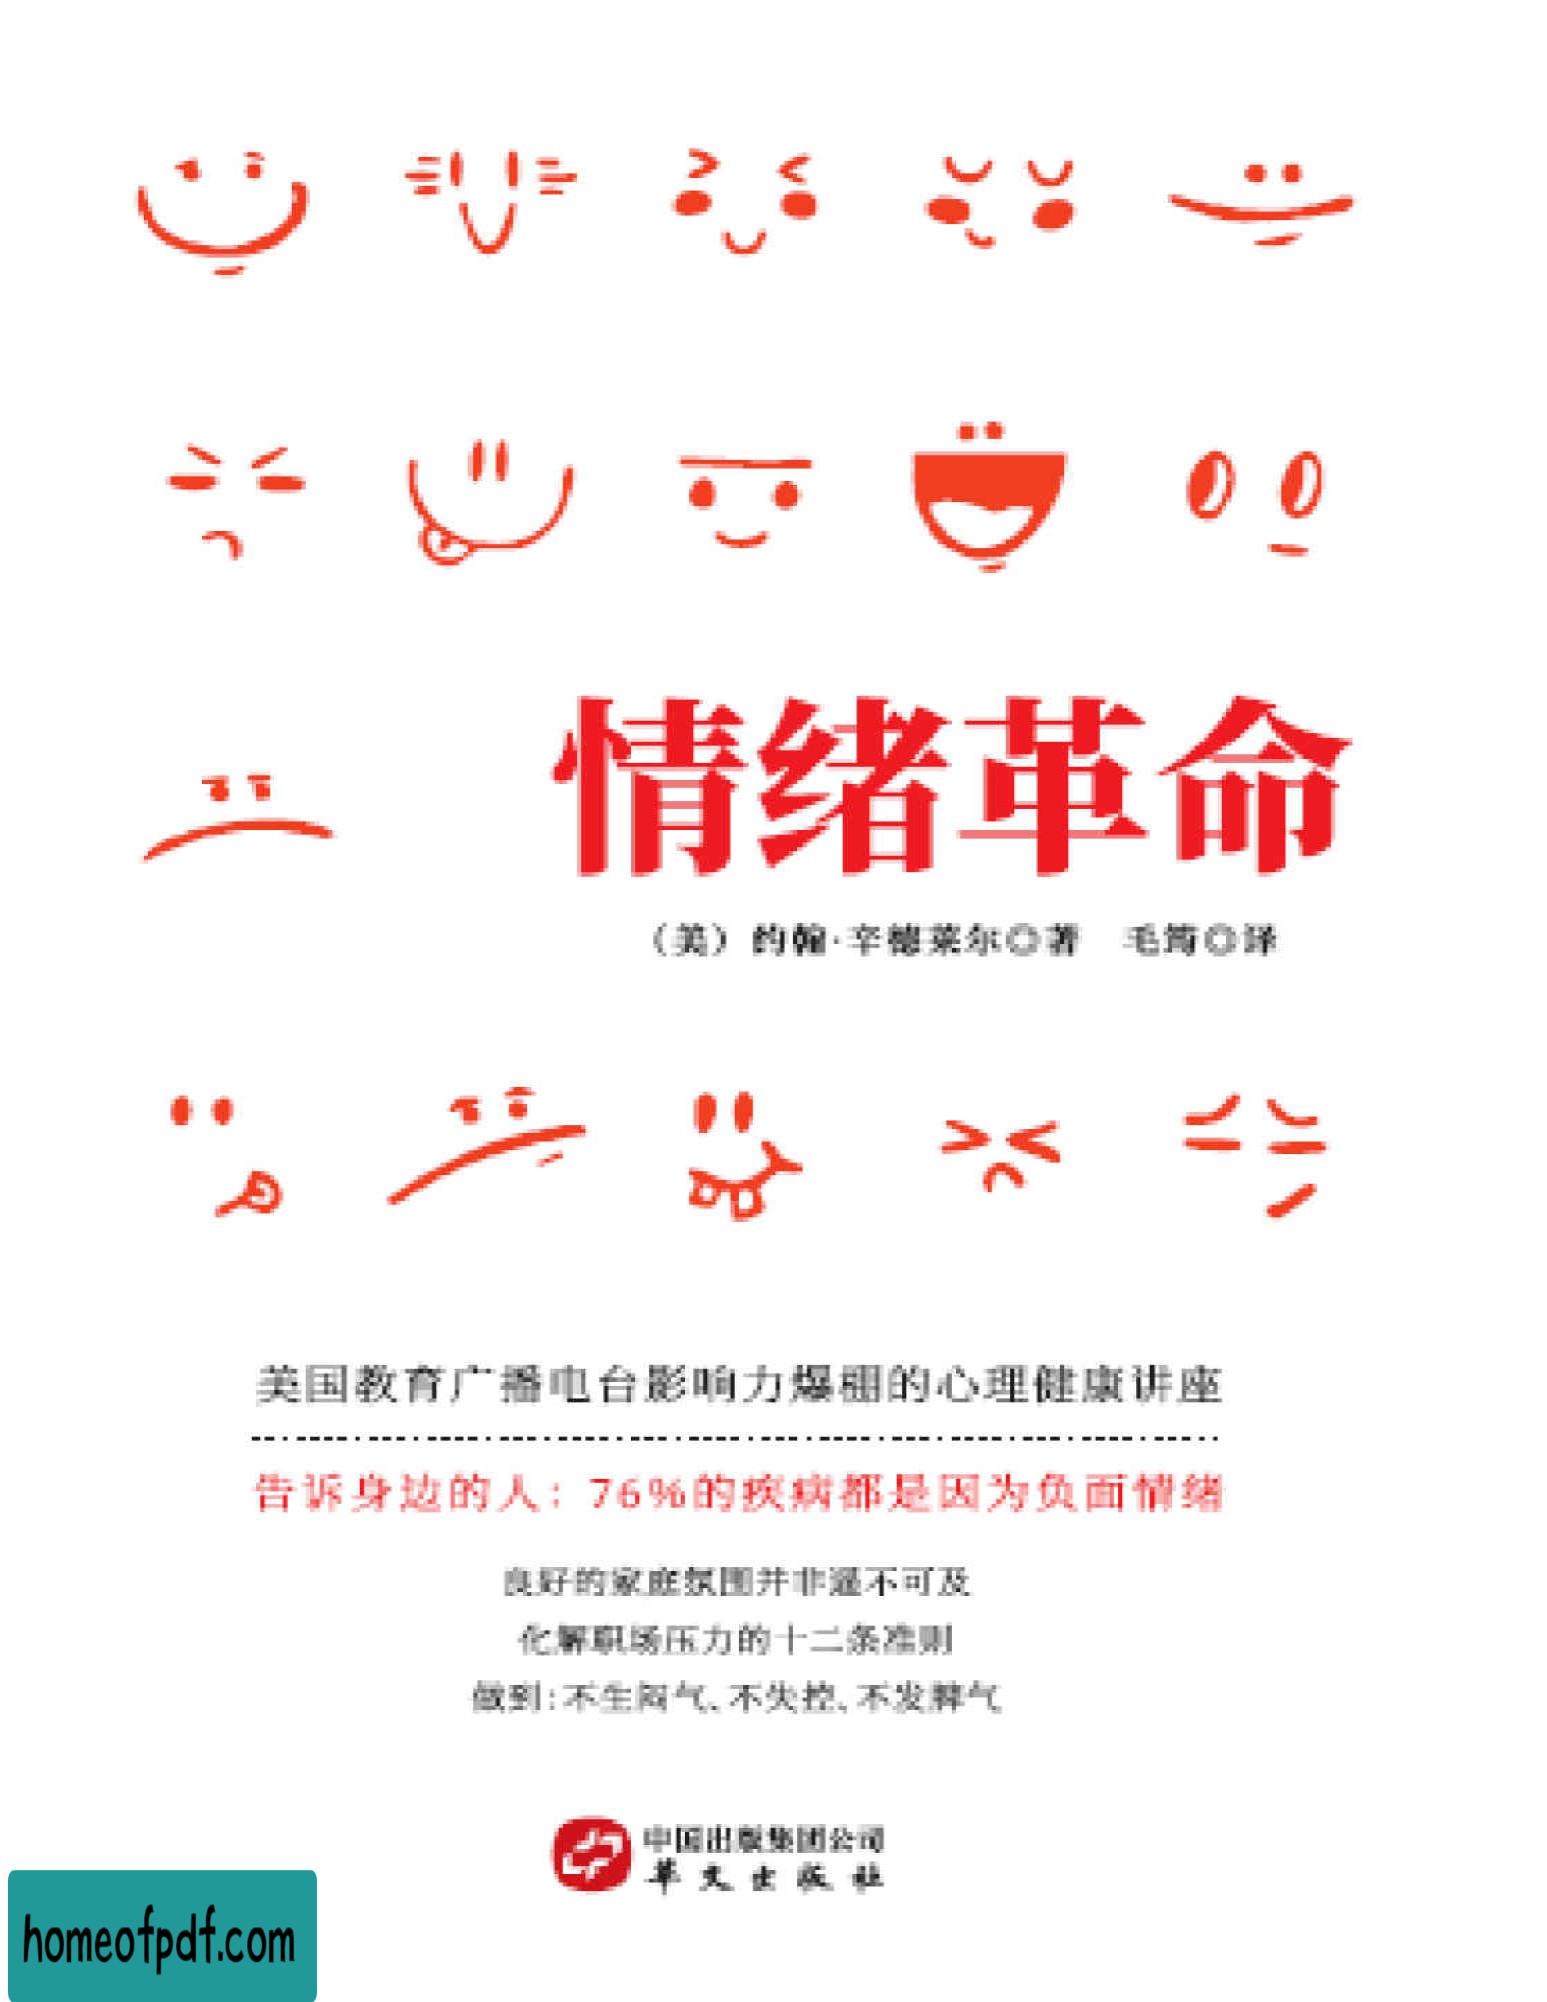 情绪革命
（美）约翰·辛德莱尔◎著　毛筠◎译
美国教育广播电台影响力爆棚的心理健康讲座
告诉身边的人：76%的疾病都是因为负面情绪
良好的家庭氛围并非遥不可及
化解职场压力的十二条准则
做到：不生闷气、不失控、不发脾气
中国出版集团公司
华文出版社
homeofpdf.com